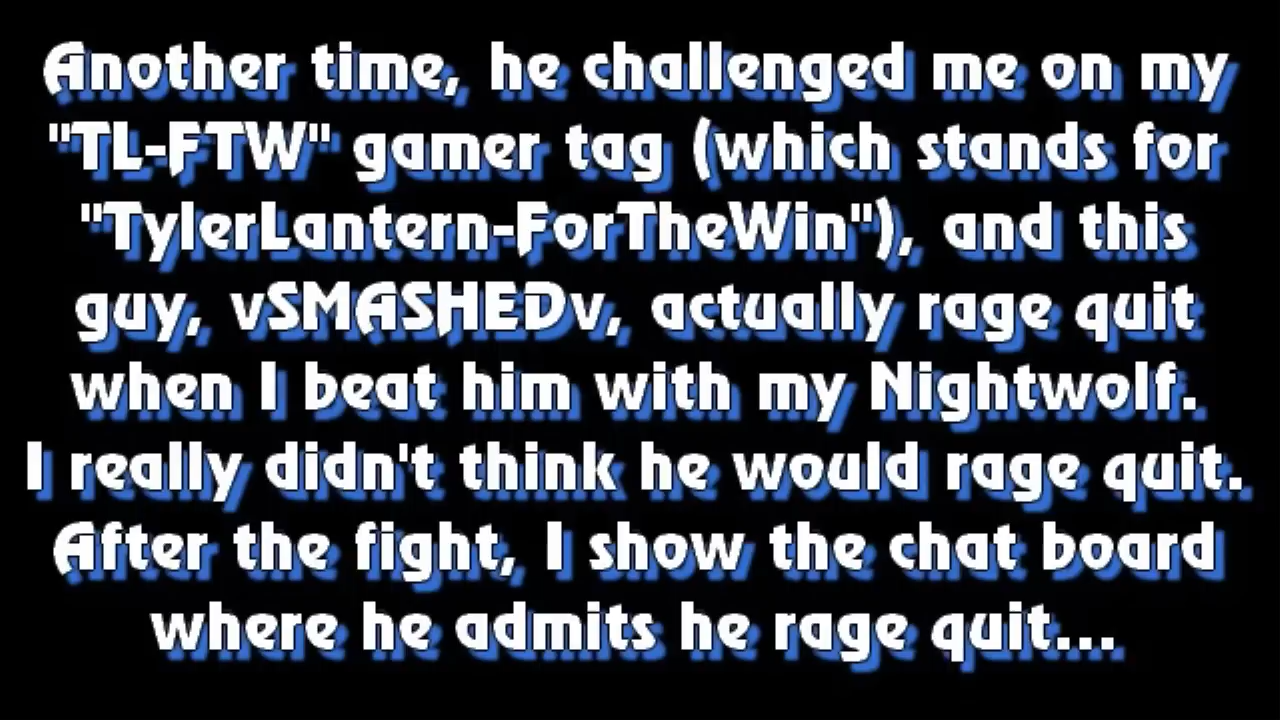 Another time, he challenged me on my
"TL-FTW" gamer tag (which stands for
"TylerLantern-ForTheWin"), and this
guy, vSMASHEDv, actually rage quit
when I beat him with my Nightwolf.
I really didn't think he would rage quit.
After the fight, I show the chat board
where he admits he rage quit...